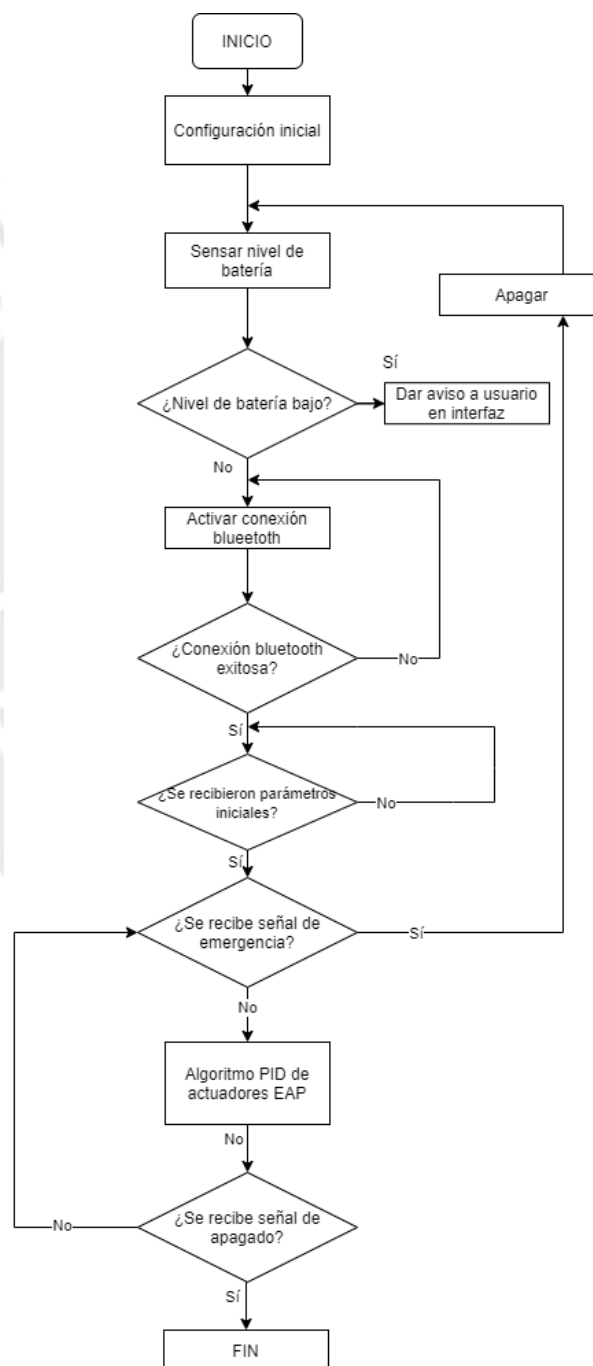 INICIO
Configuración inicial
Sensar nivel de
batería
Apagar
Sí
¿Nivel de batería bajo?
Dar aviso a usuario
en interfaz
No
Activar conexión
blueetoth
¿Conexión bluetooth
exitosa?
No
Sí
¿Se recibieron parámetros
iniciales?
No
Sí
¿Se recibe señal de
emergencia?
Sí
No
Algoritmo PID de
actuadores EAP
No
¿Se recibe señal de
apagado?
No
Sí
FIN